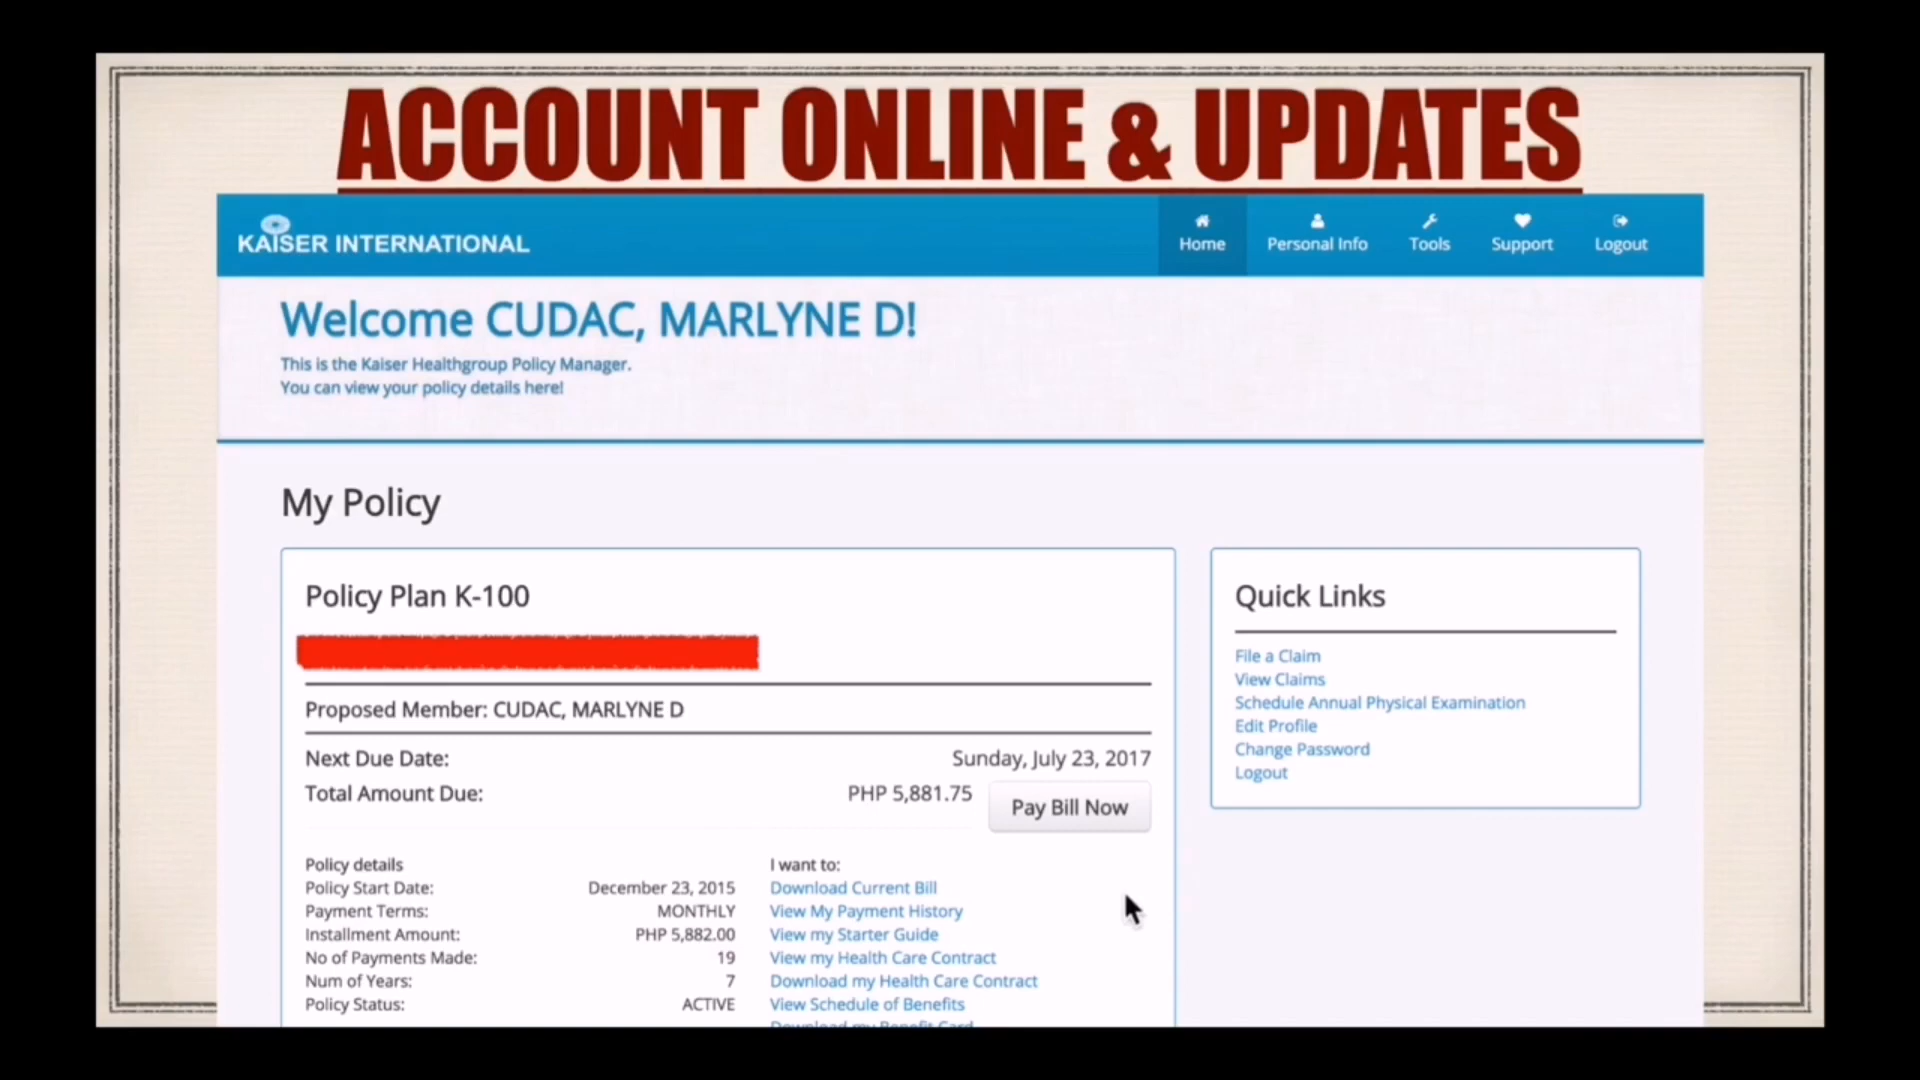 ACCOUNT ONLINE & UPDATES
KAISER INTERNATIONAL
Home
Personal Info
Tools
Support
Logout
Welcome CUDAC, MARLYNE D!
This is the Kaiser Healthgroup Policy Manager.
You can view your policy details here!
My Policy
Policy Plan K-100
Proposed Member: CUDAC, MARLYNE D
Next Due Date: Sunday, July 23, 2017
Total Amount Due: PHP 5,881.75 Pay Bill Now
Policy details
Policy Start Date: December 23, 2015
Payment Terms: MONTHLY
Installment Amount: PHP 5,882.00
No of Payments Made: 19
Num of Years: 7
Policy Status: ACTIVE
I want to:
Download Current Bill
View My Payment History
View my Starter Guide
View my Health Care Contract
Download my Health Care Contract
View Schedule of Benefits
Download my Benefit Card
Quick Links
File a Claim
View Claims
Schedule Annual Physical Examination
Edit Profile
Change Password
Logout